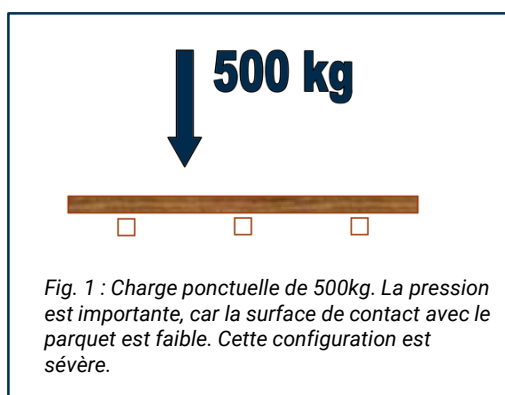 500 kg
Fig. 1 : Charge ponctuelle de 500kg. La pression
est importante, car la surface de contact avec le
parquet est faible. Cette configuration est
sévère.